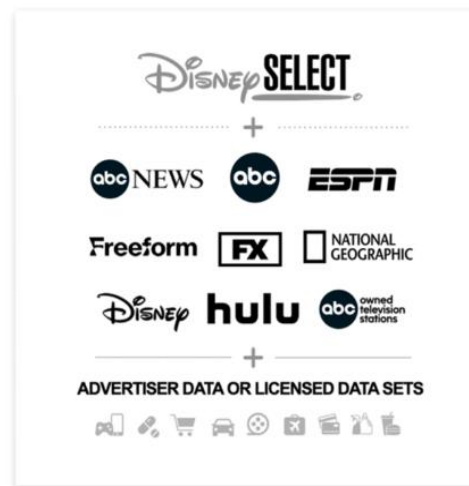 Disney SELECT
abc NEWS abc ESPN
Freeform FX NATIONAL GEOGRAPHIC
Disney hulu abc owned television stations
ADVERTISER DATA OR LICENSED DATA SETS